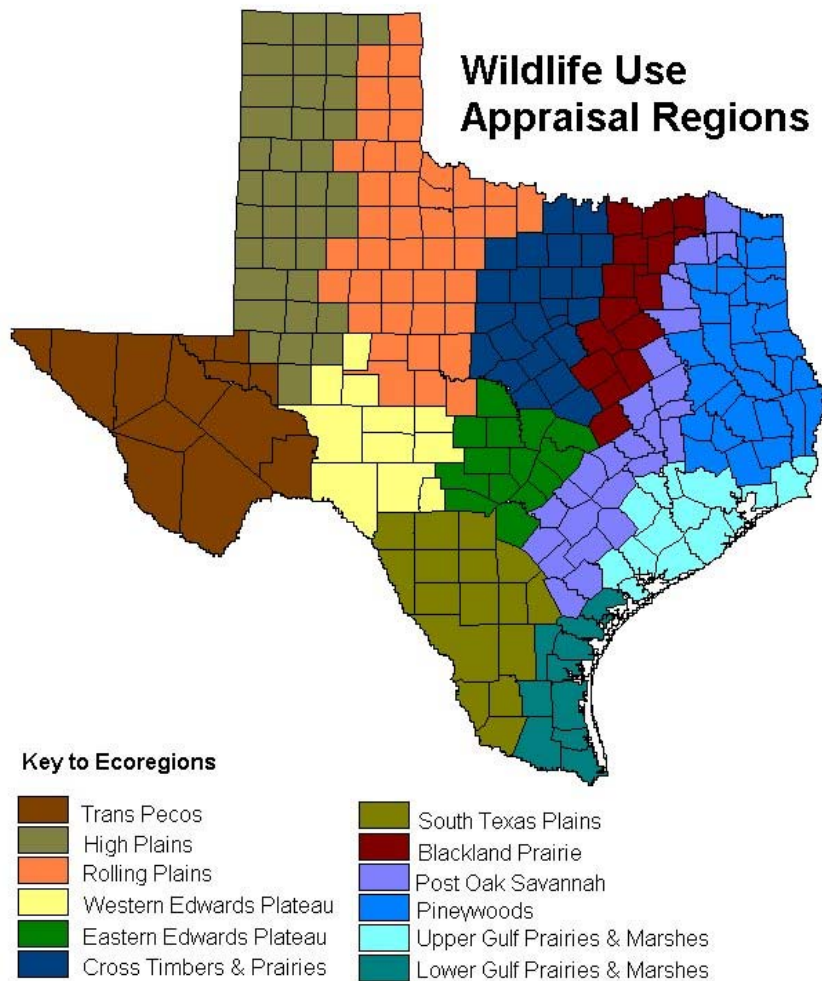 Wildlife Use
Appraisal Regions
Key to Ecoregions
Trans Pecos
High Plains
Rolling Plains
Western Edwards Plateau
Eastern Edwards Plateau
Cross Timbers & Prairies
South Texas Plains
Blackland Prairie
Post Oak Savannah
Pineywoods
Upper Gulf Prairies & Marshes
Lower Gulf Prairies & Marshes